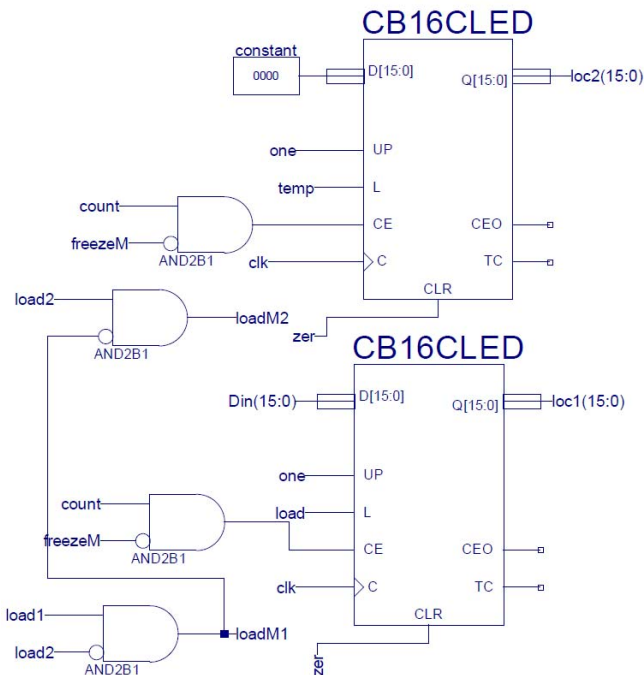 CB16CLED
constant
0000
D[15:0]
Q[15:0]
loc2(15:0)
one
UP
temp
L
count
CE
CEO
freezeM
AND2B1
clk
C
TC
load2
CLR
loadM2
zer
AND2B1
CB16CLED
Din(15:0)
D[15:0]
Q[15:0]
loc1(15:0)
one
UP
count
load
L
freezeM
CE
CEO
AND2B1
clk
C
TC
load1
CLR
loadM1
load2
zer
AND2B1